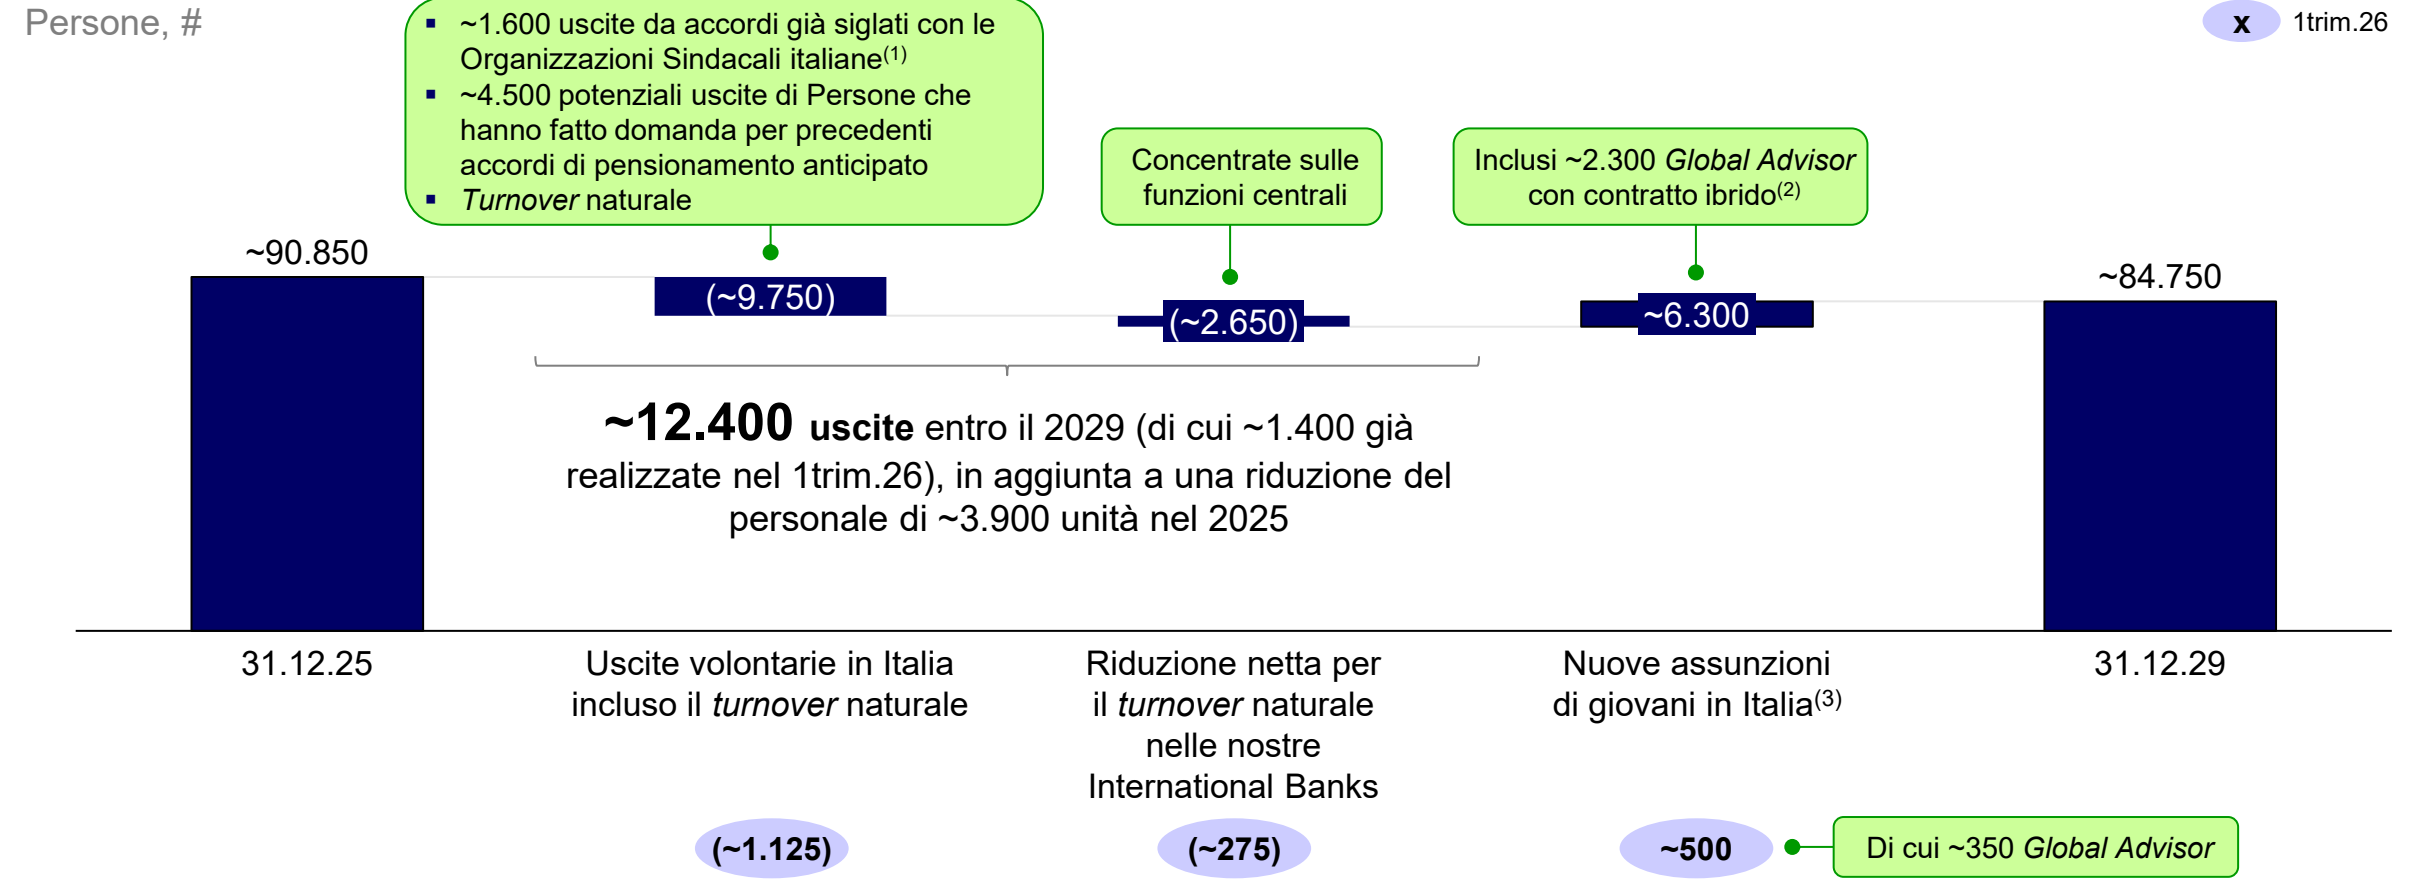 Persone, #
x 1trim.26
▪ ~1.600 uscite da accordi già siglati con le
Organizzazioni Sindacali italiane(1)
▪ ~4.500 potenziali uscite di Persone che
hanno fatto domanda per precedenti
accordi di pensionamento anticipato
▪ Turnover naturale
Concentrate sulle
funzioni centrali
Inclusi ~2.300 Global Advisor
con contratto ibrido(2)
~90.850
(~9.750)
(~2.650)
~6.300
~84.750
~12.400 uscite entro il 2029 (di cui ~1.400 già
realizzate nel 1trim.26), in aggiunta a una riduzione del
personale di ~3.900 unità nel 2025
31.12.25
Uscite volontarie in Italia
incluso il turnover naturale
Riduzione netta per
il turnover naturale
nelle nostre
International Banks
Nuove assunzioni
di giovani in Italia(3)
31.12.29
(~1.125)
(~275)
~500
Di cui ~350 Global Advisor